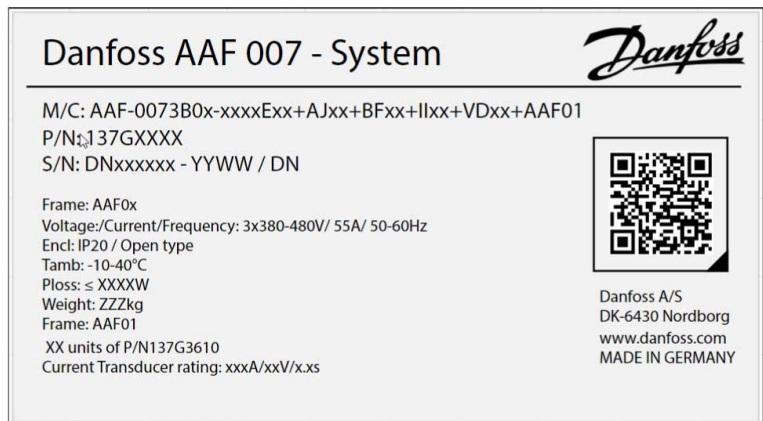 Danfoss AAF 007 - System
Danfoss
M/C: AAF-0073B0x-xxxxExx+AJxx+BFxx+IIxx+VDxx+AAF01
P/N: 137GXXXX
S/N: DNxxxxxx - YYWW / DN
Frame: AAF0x
Voltage:/Current/Frequency: 3x380-480V/ 55A/ 50-60Hz
Encl: IP20 / Open type
Tamb: -10-40°C
Ploss: ≤ XXXXW
Weight: ZZZkg
Frame: AAF01
XX units of P/N137G3610
Current Transducer rating: xxxA/xxV/x.xs
Danfoss A/S
DK-6430 Nordborg
www.danfoss.com
MADE IN GERMANY